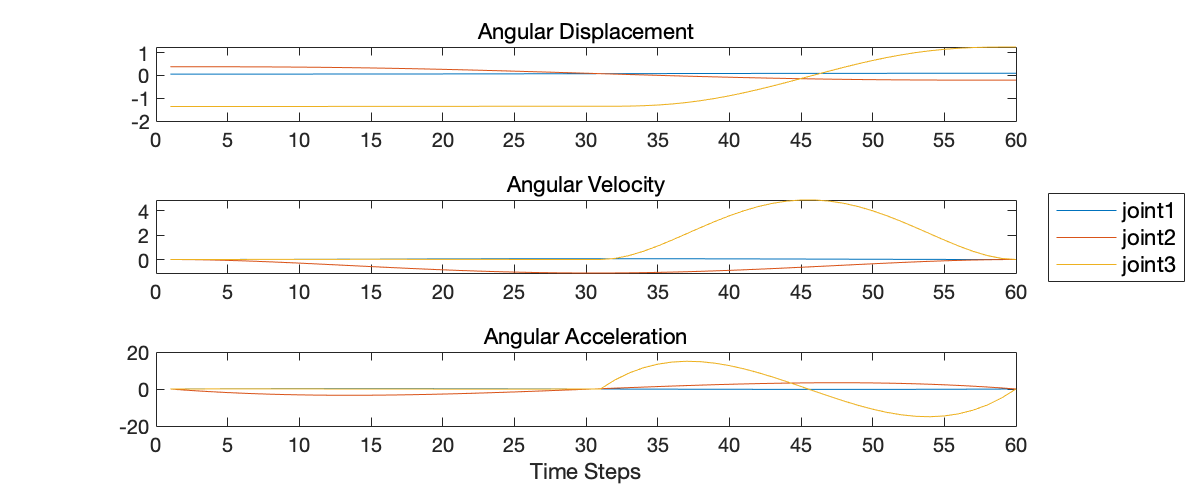 Angular Displacement
1
0
-1
-2
0 5 10 15 20 25 30 35 40 45 50 55 60
Angular Velocity
4
2
0
0 5 10 15 20 25 30 35 40 45 50 55 60
joint1
joint2
joint3
Angular Acceleration
20
0
-20
0 5 10 15 20 25 30 35 40 45 50 55 60
Time Steps